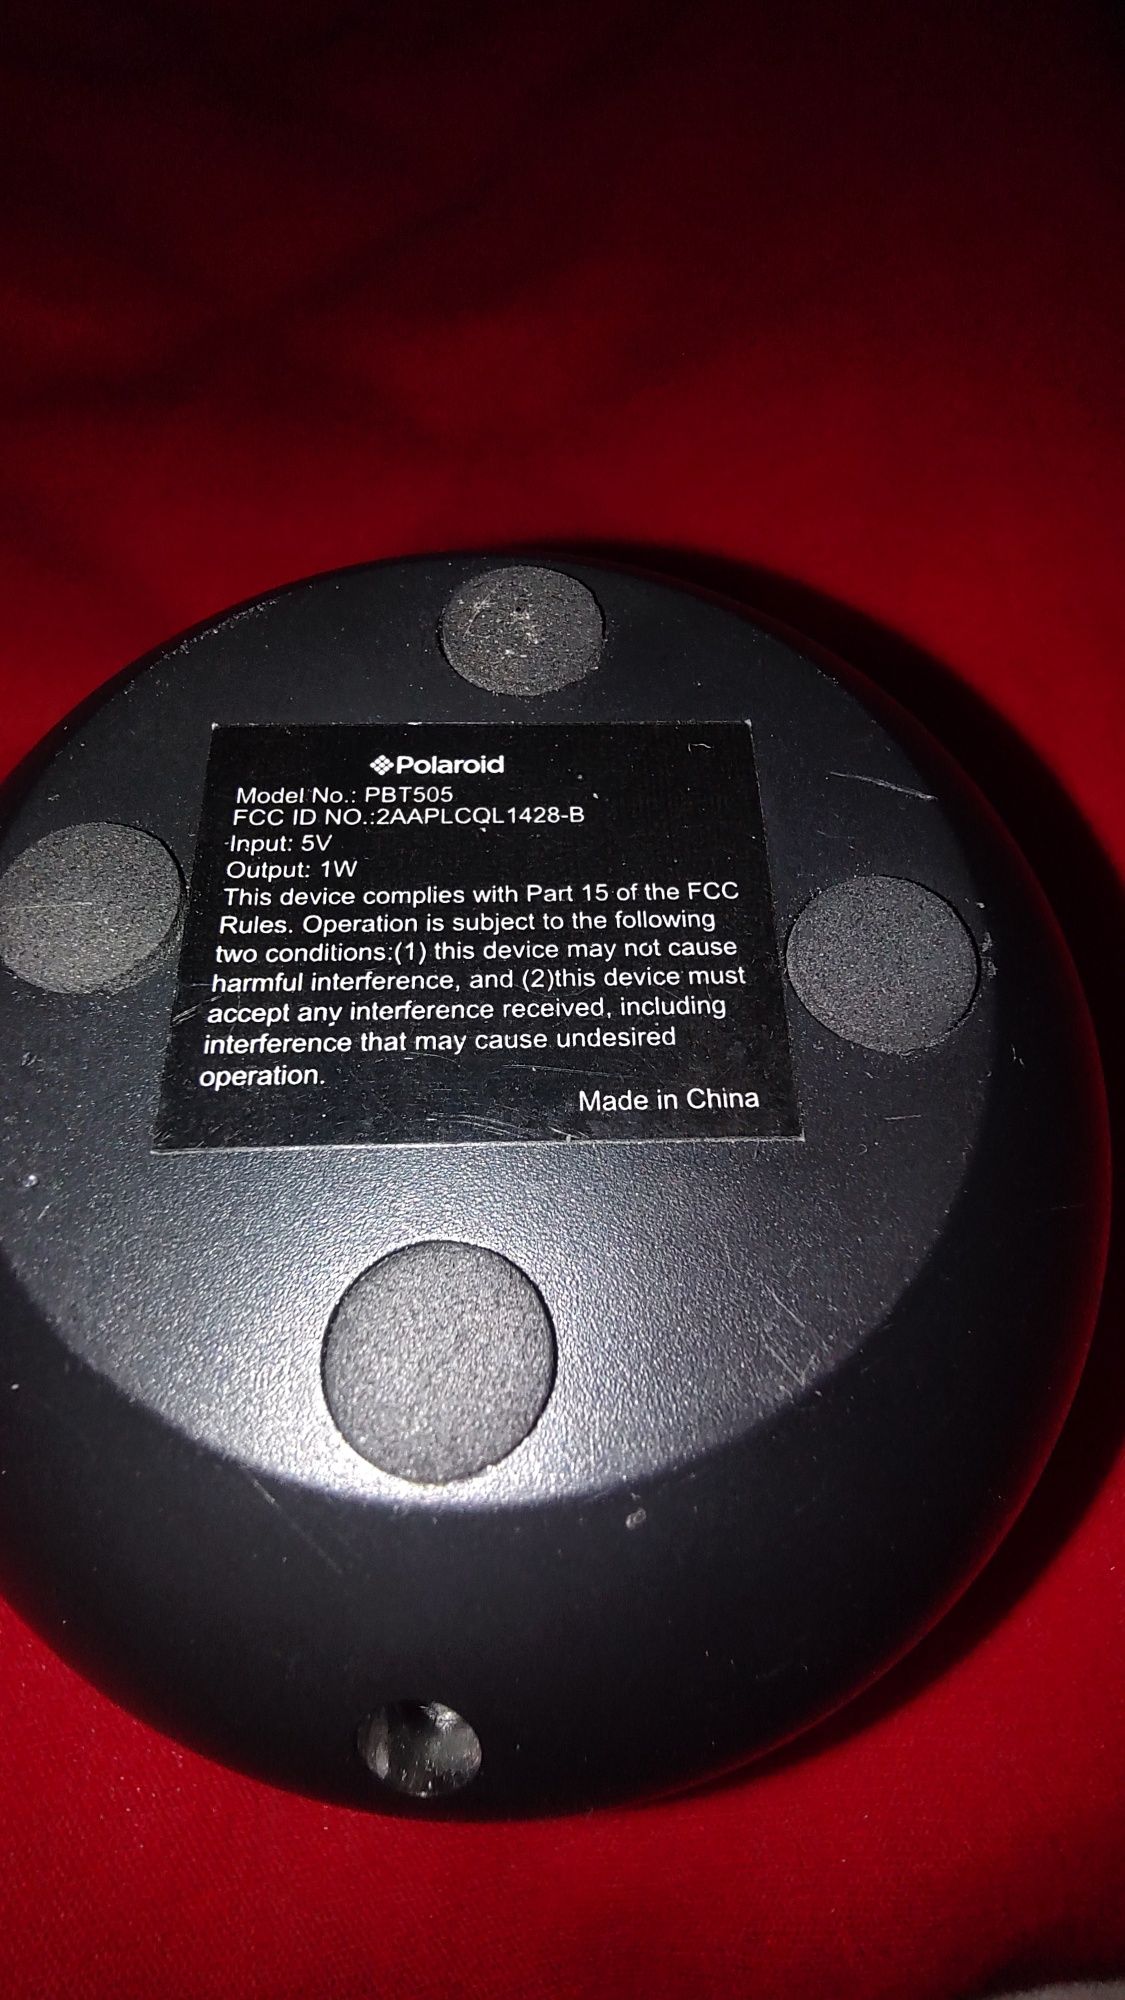 Polaroid
Model No.: PBT505
FCC ID NO.:2AAPLCQL1428-B
Input: 5V
Output: 1W
This device complies with Part 15 of the FCC
Rules. Operation is subject to the following
two conditions:(1) this device may not cause
harmful interference, and (2)this device must
accept any interference received, including
interference that may cause undesired
operation.
Made in China